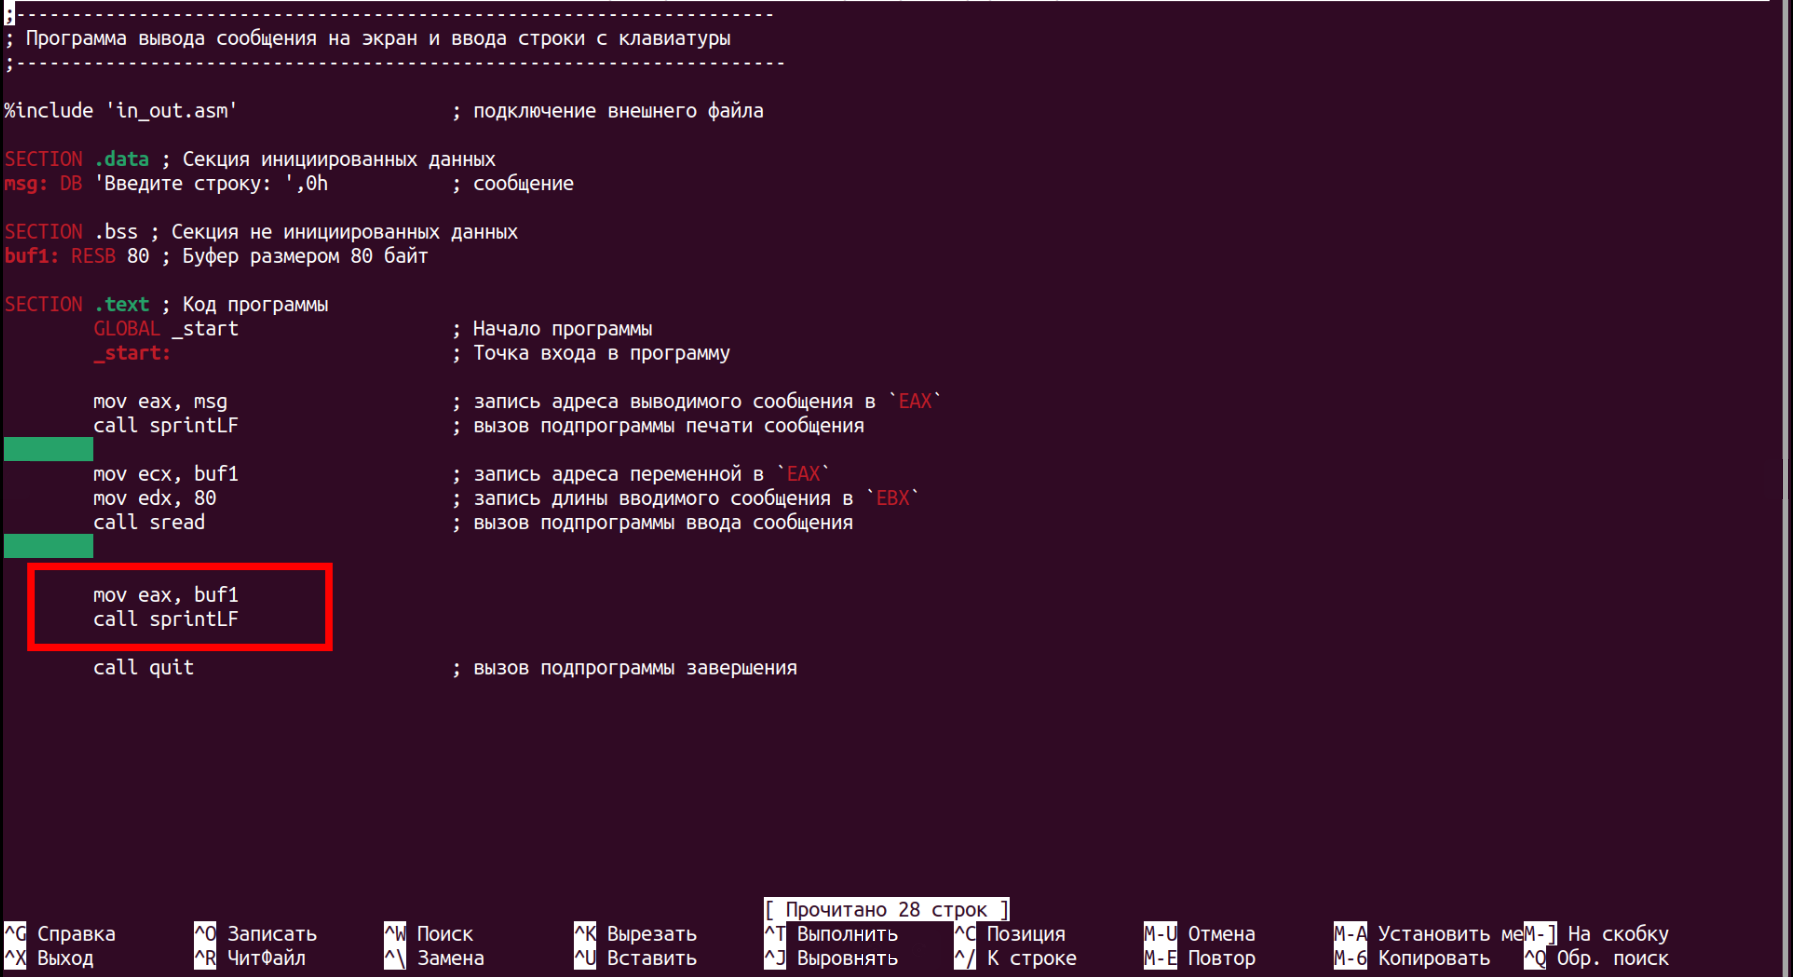 ;--------------------------------------------------------------------
; Программа вывода сообщения на экран и ввода строки с клавиатуры
;---------------------------------------------------------------------
%include 'in_out.asm' ; подключение внешнего файла
SECTION .data ; Секция инициированных данных
msg: DB 'Введите строку: ',0h ; сообщение
SECTION .bss ; Секция не инициированных данных
buf1: RESB 80 ; Буфер размером 80 байт
SECTION .text ; Код программы
GLOBAL _start ; Начало программы
_start: ; Точка входа в программу
mov eax, msg ; запись адреса выводимого сообщения в `EAX`
call sprintLF ; вызов подпрограммы печати сообщения
mov ecx, buf1 ; запись адреса переменной в `EAX`
mov edx, 80 ; запись длины вводимого сообщения в `EBX`
call sread ; вызов подпрограммы ввода сообщения
mov eax, buf1
call sprintLF
call quit ; вызов подпрограммы завершения
[ Прочитано 28 строк ]
^G Справка ^O Записать ^W Поиск ^K Вырезать ^T Выполнить ^C Позиция M-U Отмена M-A Установить ме M-] На скобку
^X Выход ^R ЧитФайл ^\ Замена ^U Вставить ^J Выровнять ^/ К строке M-E Повтор M-6 Копировать ^Q Обр. поиск